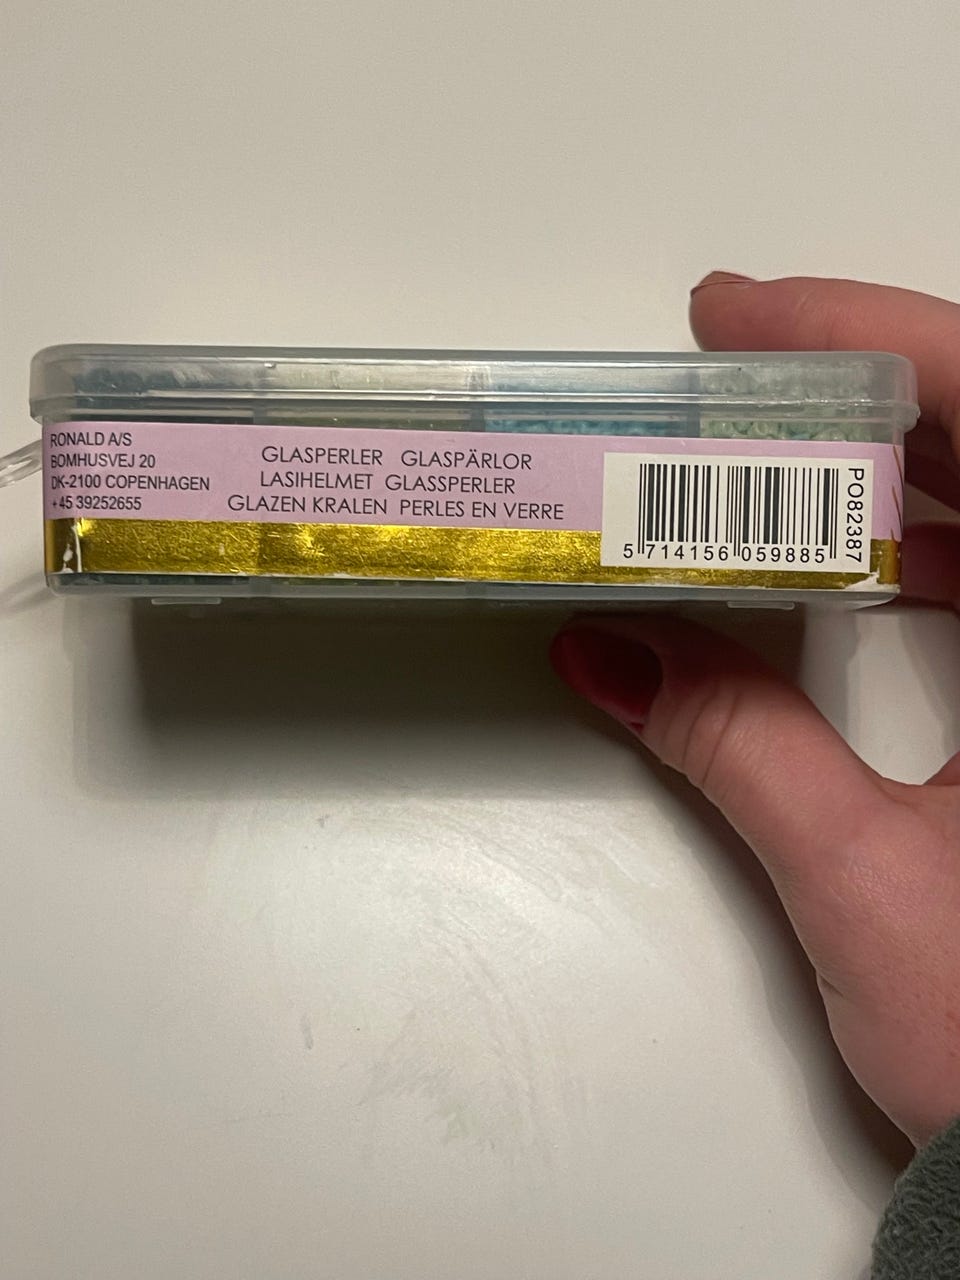 RONALD A/S
BOMHUSVEJ 20
DK-2100 COPENHAGEN
+45 39252655
GLASPERLER GLASPÄRLOR
LASIHELMET GLASSPERLER
GLAZEN KRALEN PERLES EN VERRE
5 714156 059885
PO82387